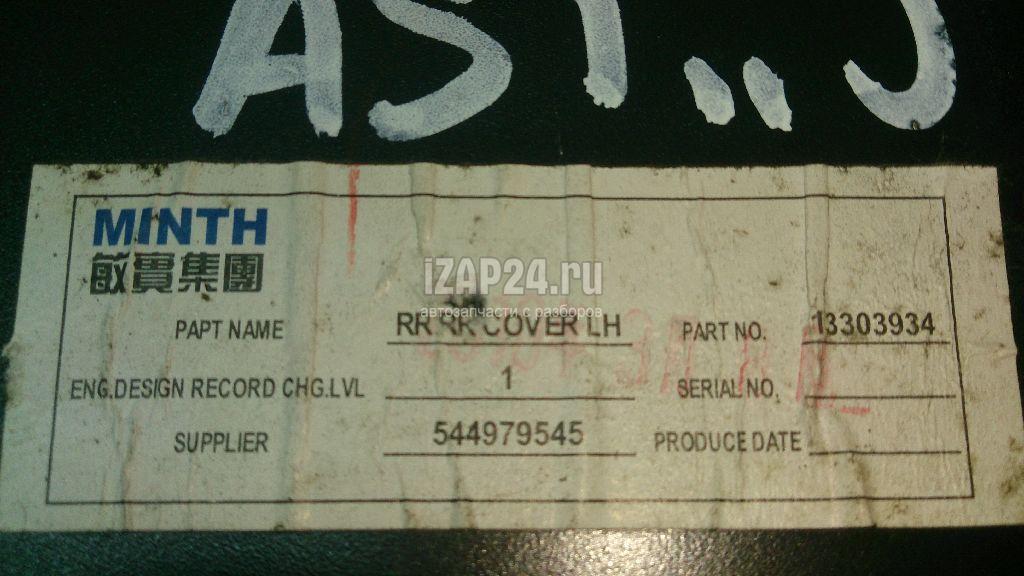 AST..J
MINTH
敏實集團
iZAP24.ru
автозапчасти с разборов
PAPT NAME RR RK COVER LH PART NO. 13303934
ENG.DESIGN RECORD CHG.LVL 1 SERIAL NO.
SUPPLIER 544979545 PRODUCE DATE